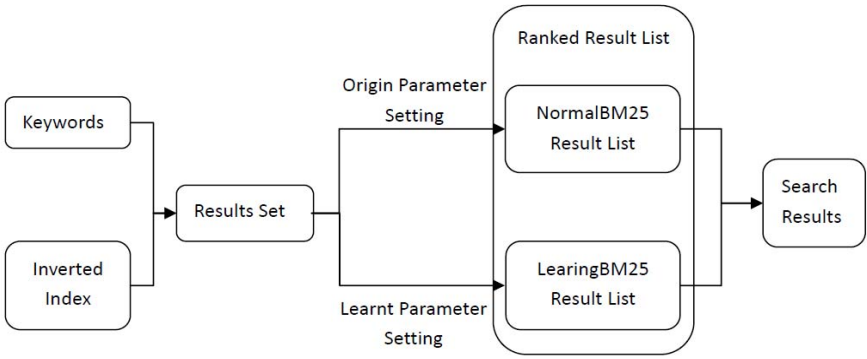 Ranked Result List
Origin Parameter
Setting
Keywords
NormalBM25
Result List
Results Set
Search
Results
Inverted
Index
LearingBM25
Result List
Learnt Parameter
Setting